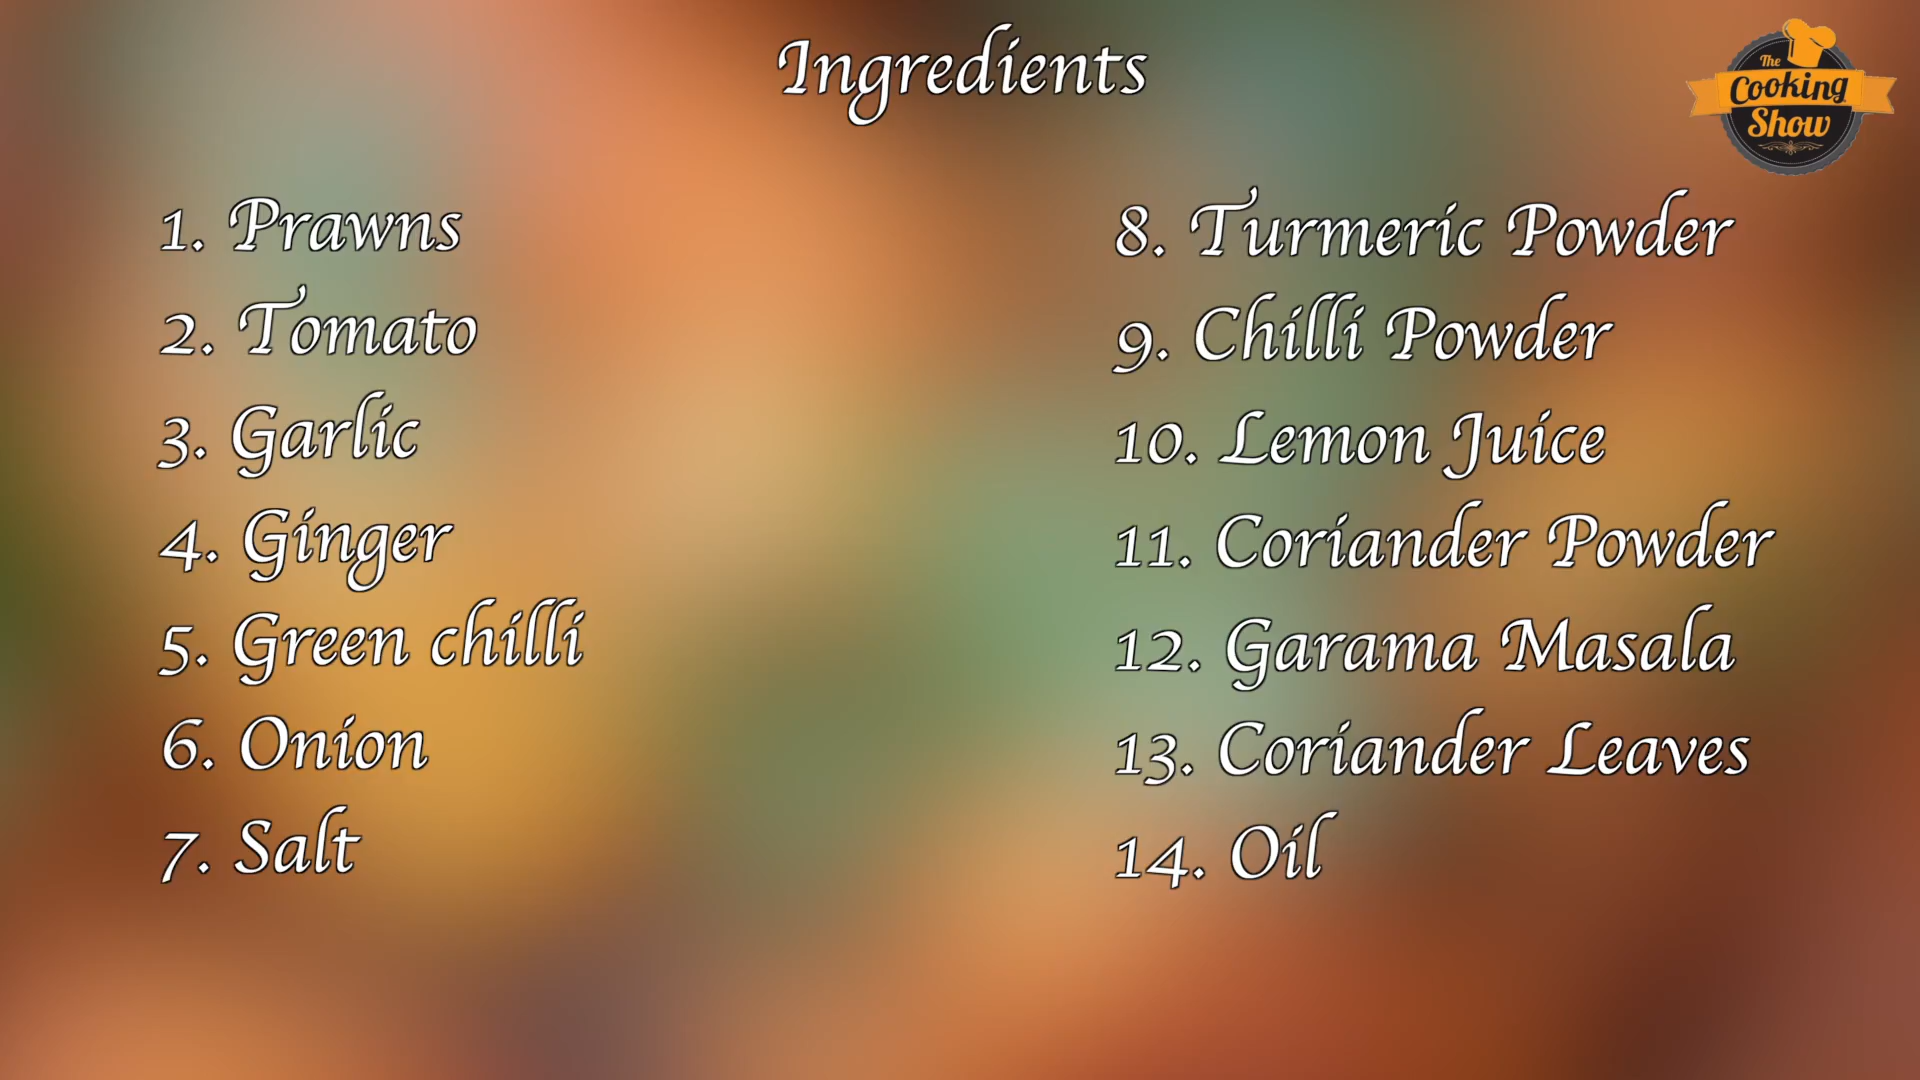 Ingredients
The
Cooking
Show
1. Prawns
2. Tomato
3. Garlic
4. Ginger
5. Green chilli
6. Onion
7. Salt
8. Turmeric Powder
9. Chilli Powder
10. Lemon Juice
11. Coriander Powder
12. Garama Masala
13. Coriander Leaves
14. Oil